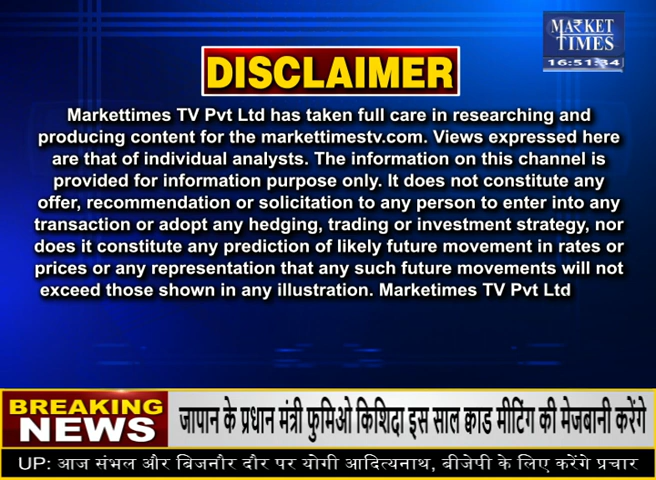 MARKET
TIMES
16:51:34
DISCLAIMER
Markettimes TV Pvt Ltd has taken full care in researching and
producing content for the markettimestv.com. Views expressed here
are that of individual analysts. The information on this channel is
provided for information purpose only. It does not constitute any
offer, recommendation or solicitation to any person to enter into any
transaction or adopt any hedging, trading or investment strategy, nor
does it constitute any prediction of likely future movement in rates or
prices or any representation that any such future movements will not
exceed those shown in any illustration. Marketimes TV Pvt Ltd
BREAKING
NEWS
जापान के प्रधान मंत्री फुमिओ किशिदा इस साल क्वाड मीटिंग की मेजबानी करेंगे
UP: आज संभल और बिजनौर दौर पर योगी आदित्यनाथ, बीजेपी के लिए करेंगे प्रचार